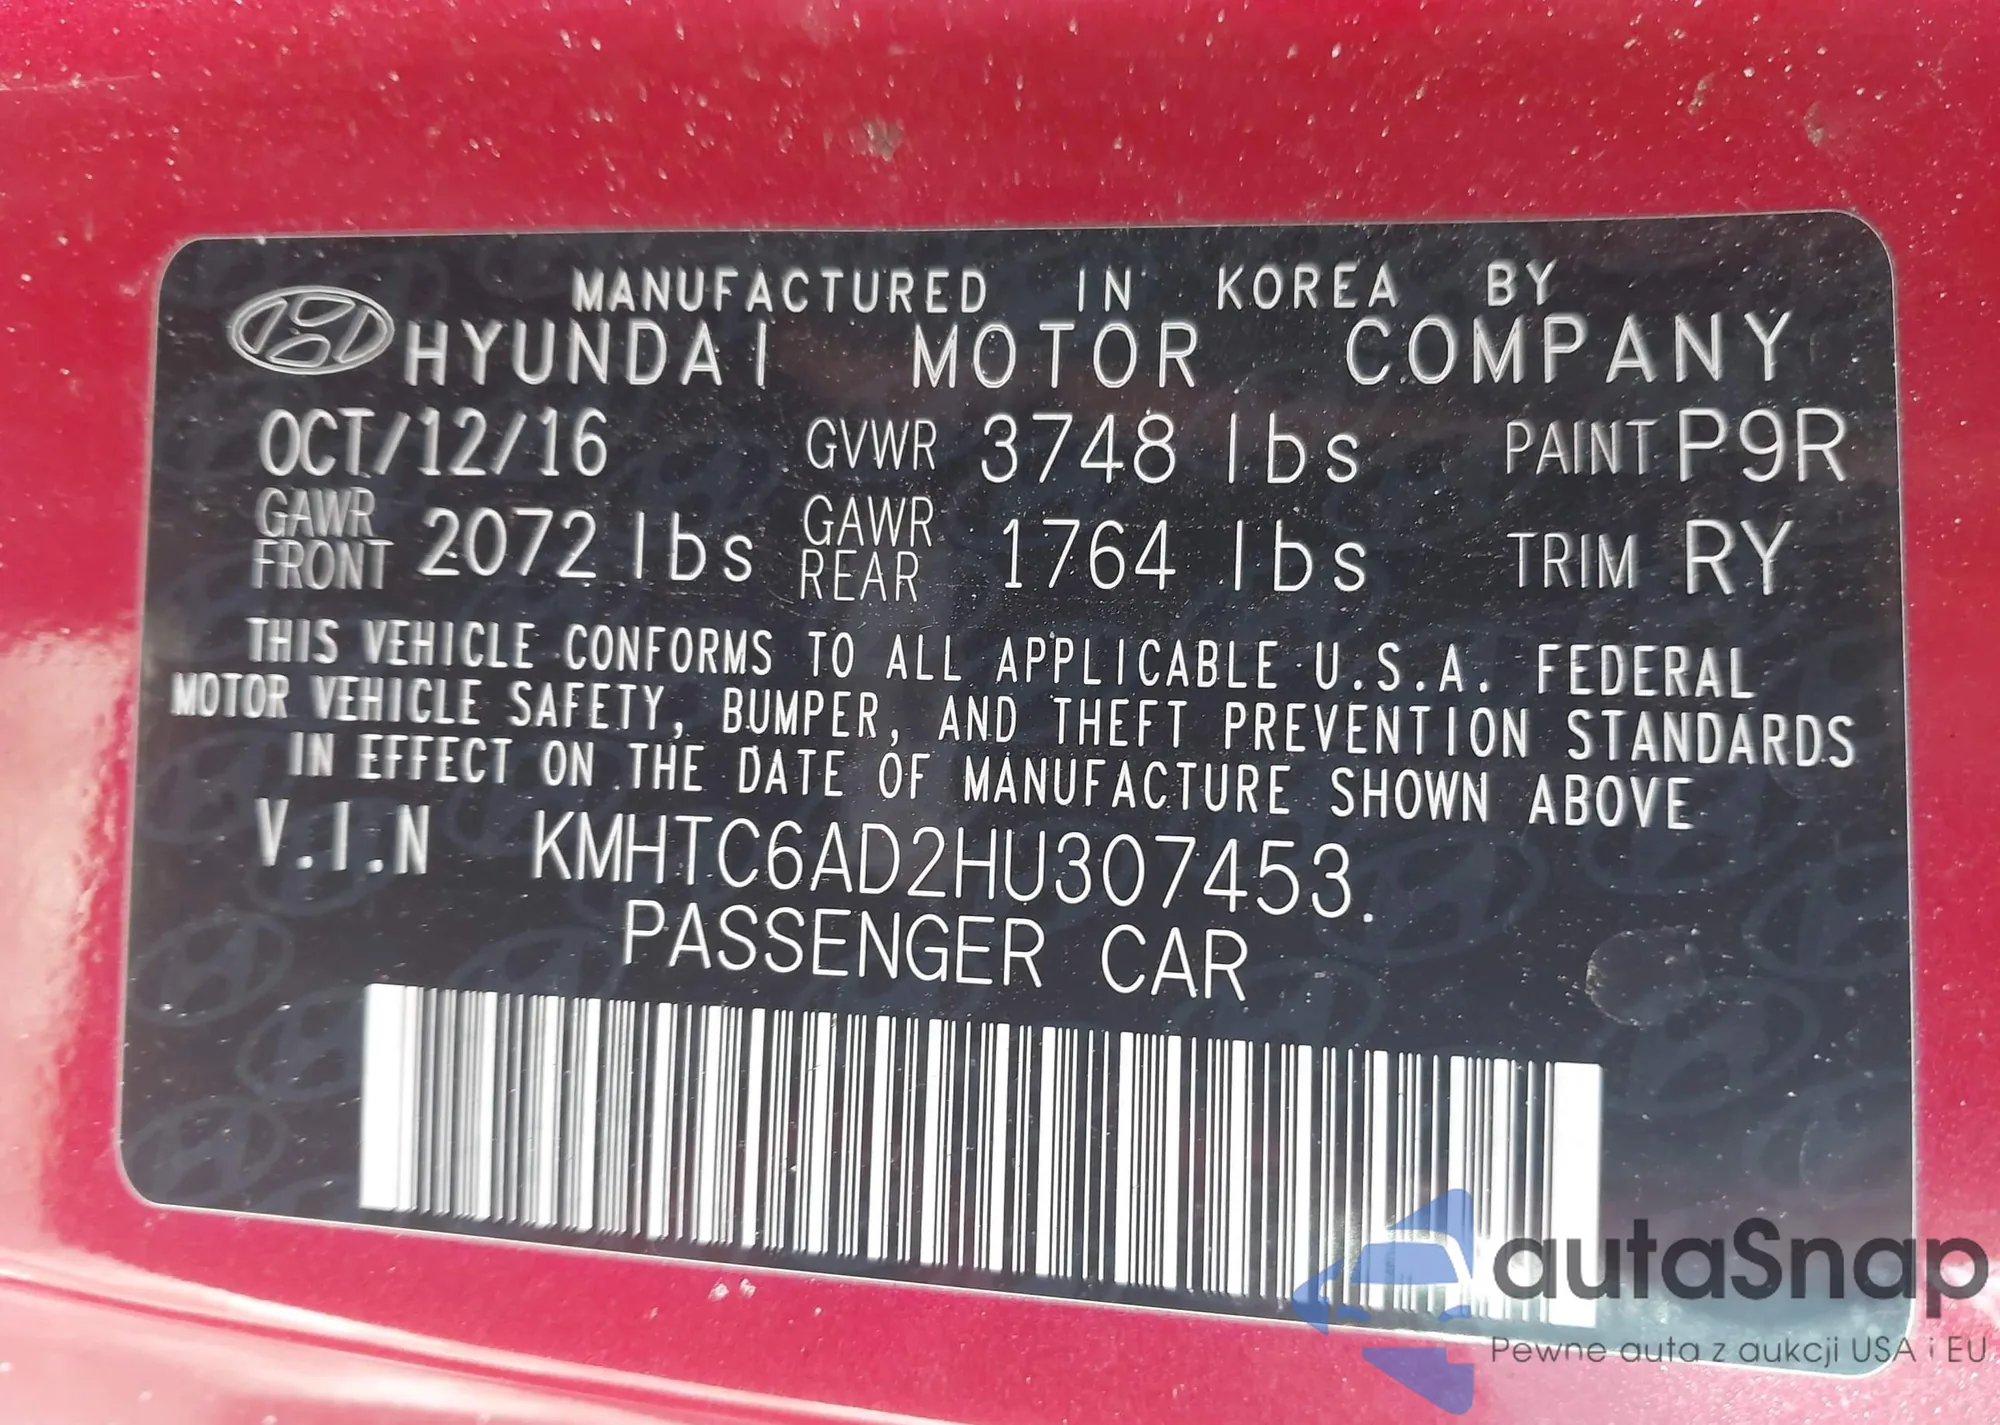 MANUFACTURED IN KOREA BY
HYUNDAI MOTOR COMPANY
OCT/12/16 GVWR 3748 lbs PAINT P9R
GAWR FRONT 2072 lbs GAWR REAR 1764 lbs TRIM RY
THIS VEHICLE CONFORMS TO ALL APPLICABLE U.S.A. FEDERAL
MOTOR VEHICLE SAFETY, BUMPER, AND THEFT PREVENTION STANDARDS
IN EFFECT ON THE DATE OF MANUFACTURE SHOWN ABOVE
V.I.N KMHTC6AD2HU307453.
PASSENGER CAR
autaSnap
Pewne auta z aukcji USA i EU